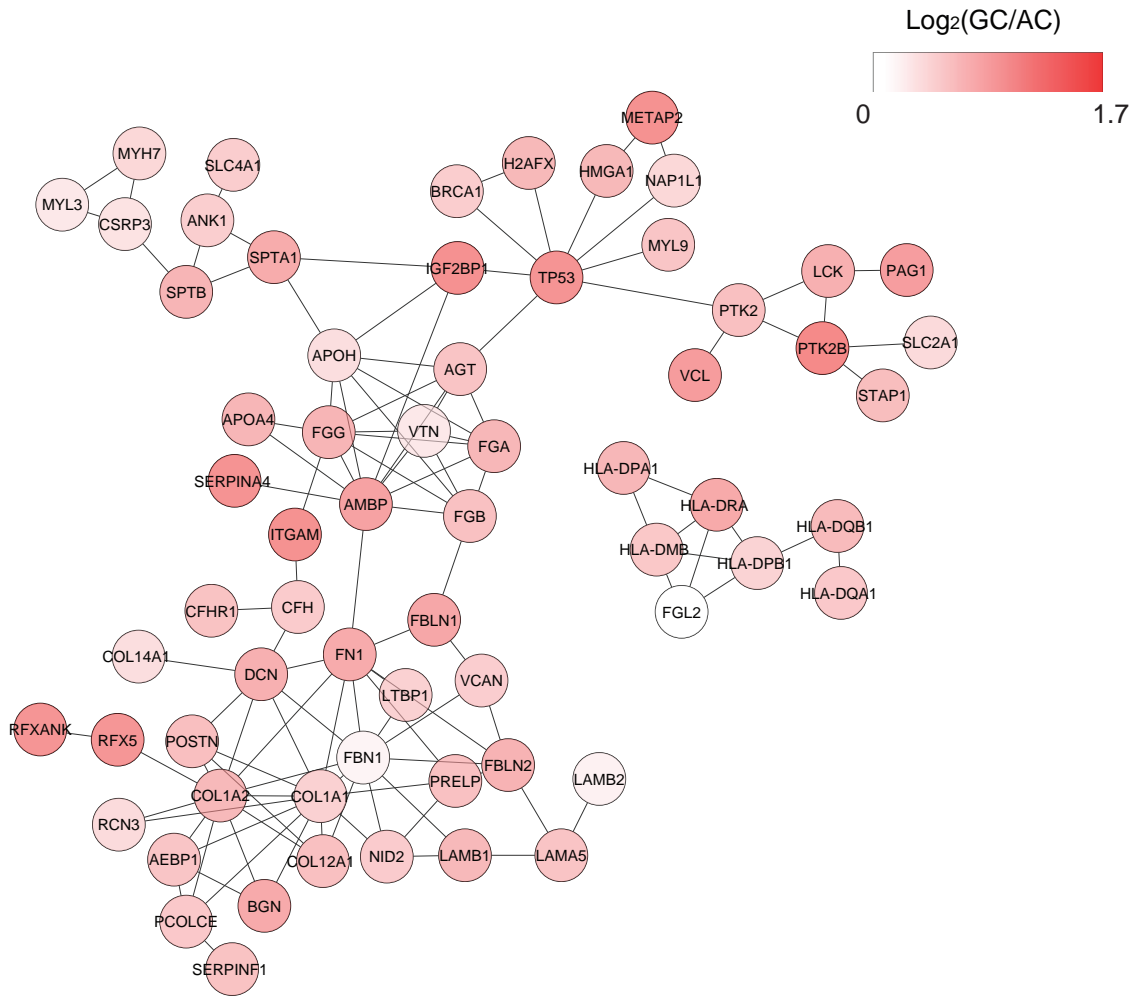 Log₂(GC/AC)
0 1.7
METAP2
MYH7
SLC4A1
H2AFX
HMGA1
NAP1L1
BRCA1
MYL3
CSRP3
ANK1
MYL9
SPTA1
IGF2BP1
TP53
LCK
PAG1
SPTB
PTK2
APOH
AGT
PTK2B
SLC2A1
VCL
STAP1
APOA4
FGG
VTN
FGA
SERPINA4
AMBP
FGB
HLA-DPA1
HLA-DRA
HLA-DQB1
ITGAM
HLA-DMB
HLA-DPB1
HLA-DQA1
FGL2
CFHR1
CFH
FBLN1
COL14A1
DCN
FN1
LTBP1
VCAN
RFXANK
RFX5
POSTN
FBN1
FBLN2
PRELP
LAMB2
COL1A2
COL1A1
RCN3
AEBP1
COL12A1
NID2
LAMB1
LAMA5
BGN
PCOLCE
SERPINF1